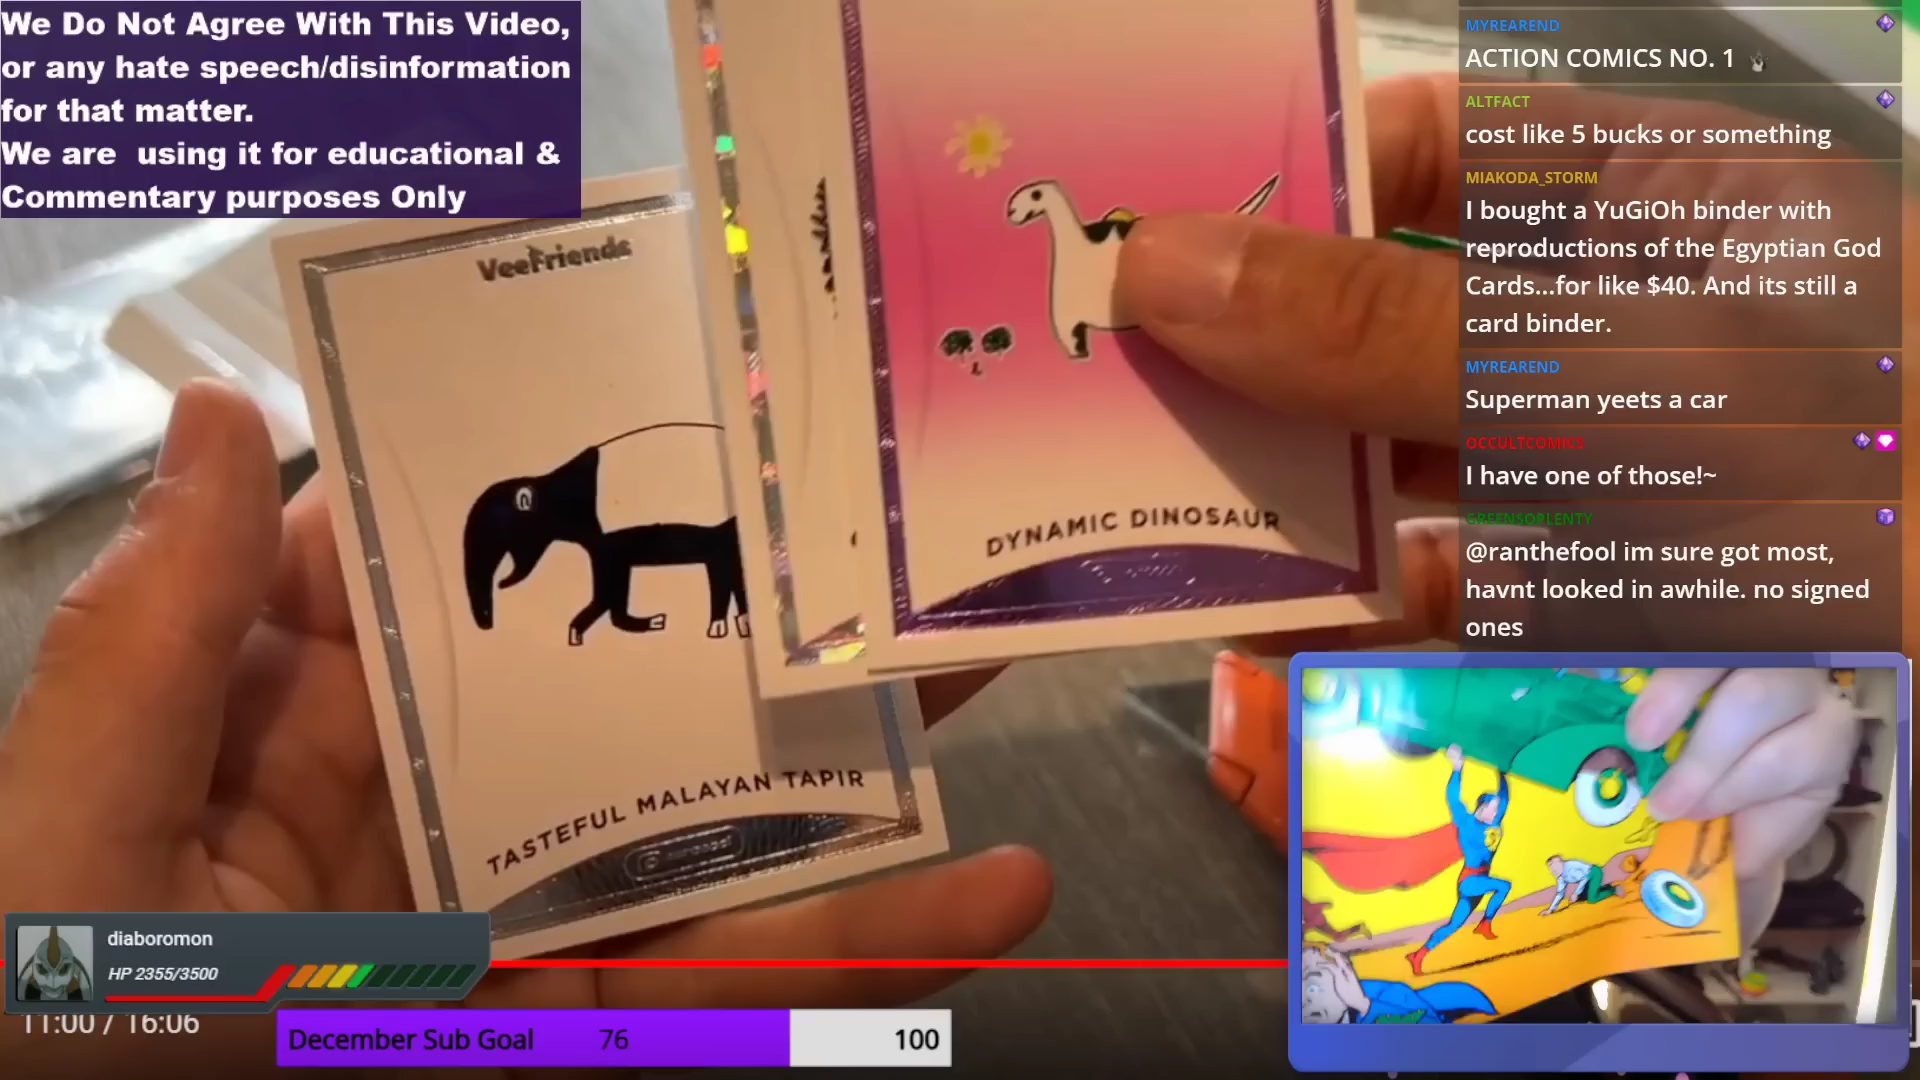 We Do Not Agree With This Video,
or any hate speech/disinformation
for that matter.
We are using it for educational &
Commentary purposes Only
VeeFriends
TASTEFUL MALAYAN TAPIR
DYNAMIC DINOSAUR
MYREAREND
ACTION COMICS NO. 1
ALTFACT
cost like 5 bucks or something
MIAKODA_STORM
I bought a YuGiOh binder with
reproductions of the Egyptian God
Cards...for like $40. And its still a
card binder.
MYREAREND
Superman yeets a car
OCCULTCOMICS
I have one of those!~
GREENSOPLENTY
@ranthefool im sure got most,
havnt looked in awhile. no signed
ones
diaboromon
HP 2355/3500
11:00 / 16:06
December Sub Goal 76 100